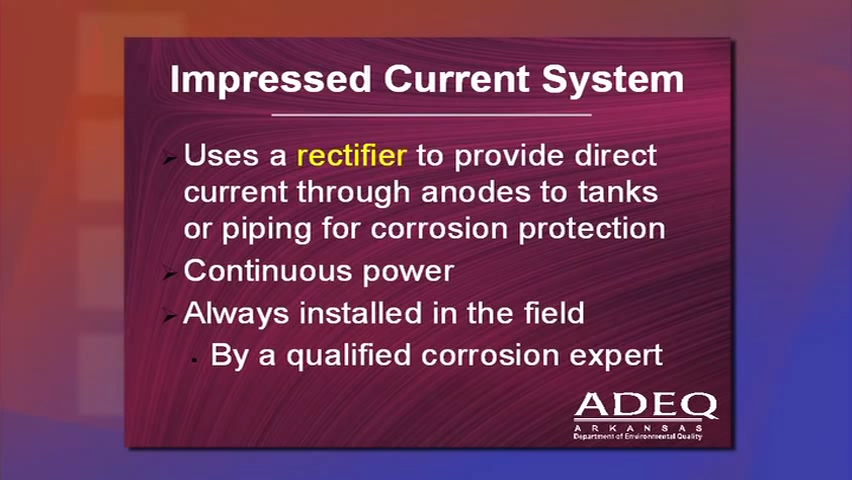 Impressed Current System
Uses a rectifier to provide direct
current through anodes to tanks
or piping for corrosion protection
Continuous power
Always installed in the field
By a qualified corrosion expert
ADEQ
ARKANSAS
Department of Environmental Quality